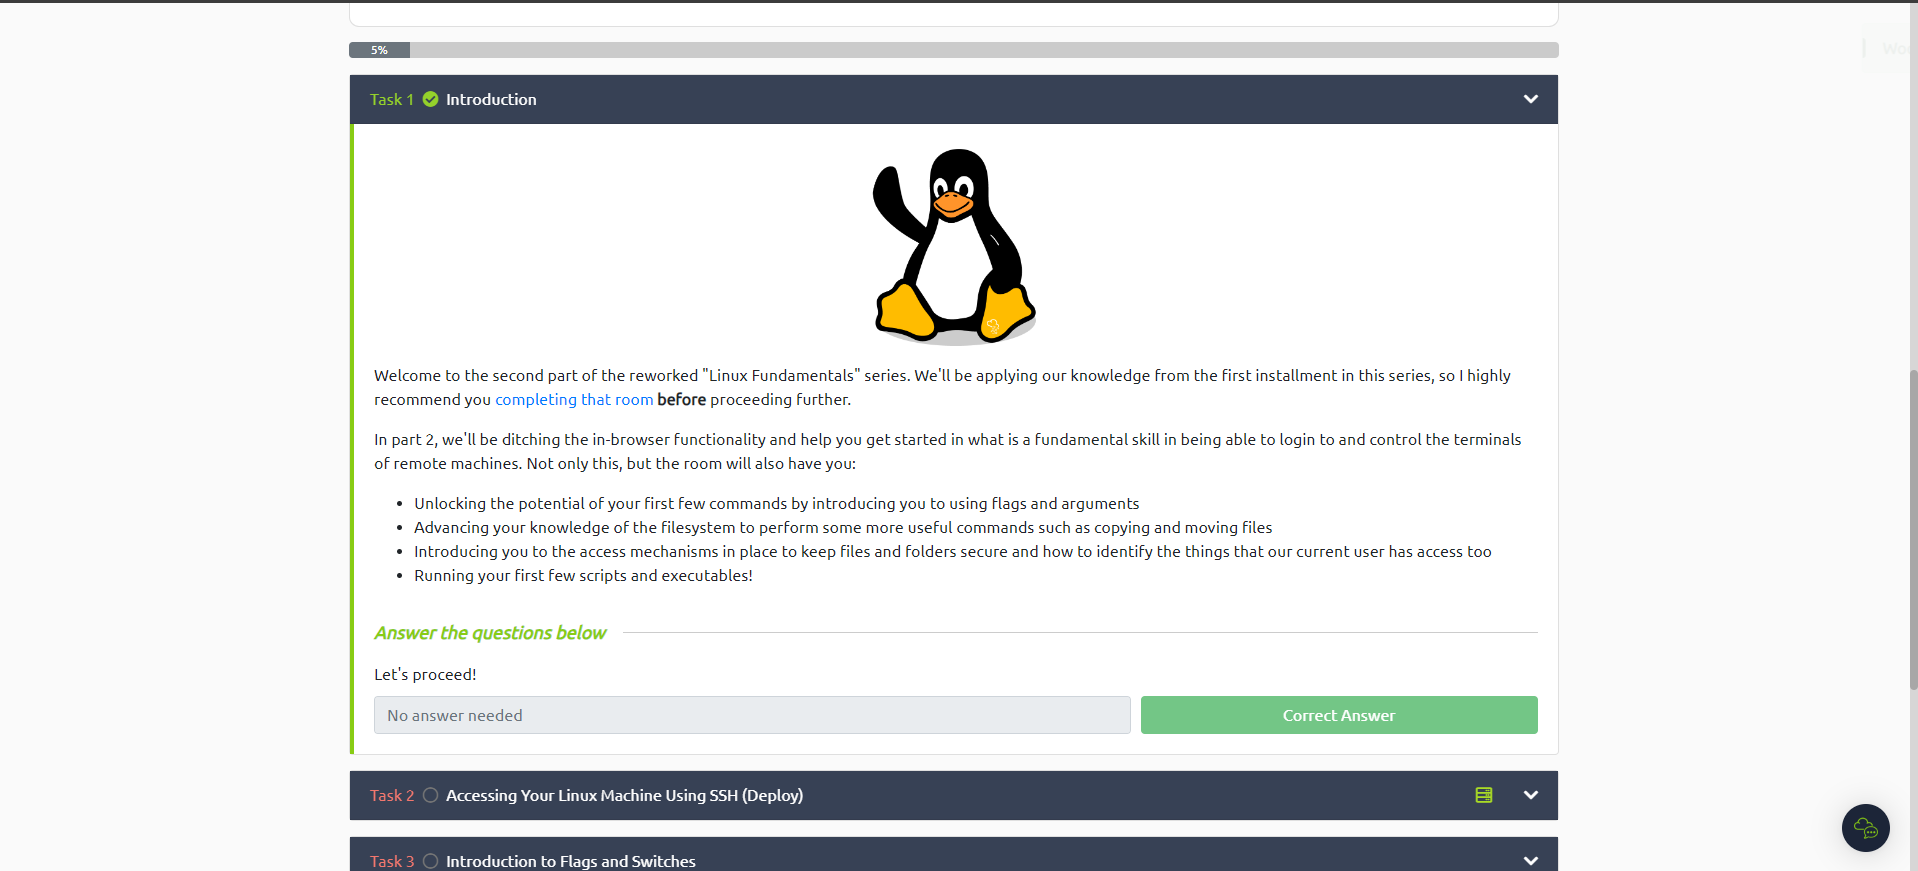 5%
Task 1 Introduction
Welcome to the second part of the reworked "Linux Fundamentals" series. We'll be applying our knowledge from the first installment in this series, so I highly
recommend you completing that room before proceeding further.
In part 2, we'll be ditching the in-browser functionality and help you get started in what is a fundamental skill in being able to login to and control the terminals
of remote machines. Not only this, but the room will also have you:
• Unlocking the potential of your first few commands by introducing you to using flags and arguments
• Advancing your knowledge of the filesystem to perform some more useful commands such as copying and moving files
• Introducing you to the access mechanisms in place to keep files and folders secure and how to identify the things that our current user has access too
• Running your first few scripts and executables!
Answer the questions below
Let's proceed!
No answer needed
Correct Answer
Task 2 Accessing Your Linux Machine Using SSH (Deploy)
Task 3 Introduction to Flags and Switches